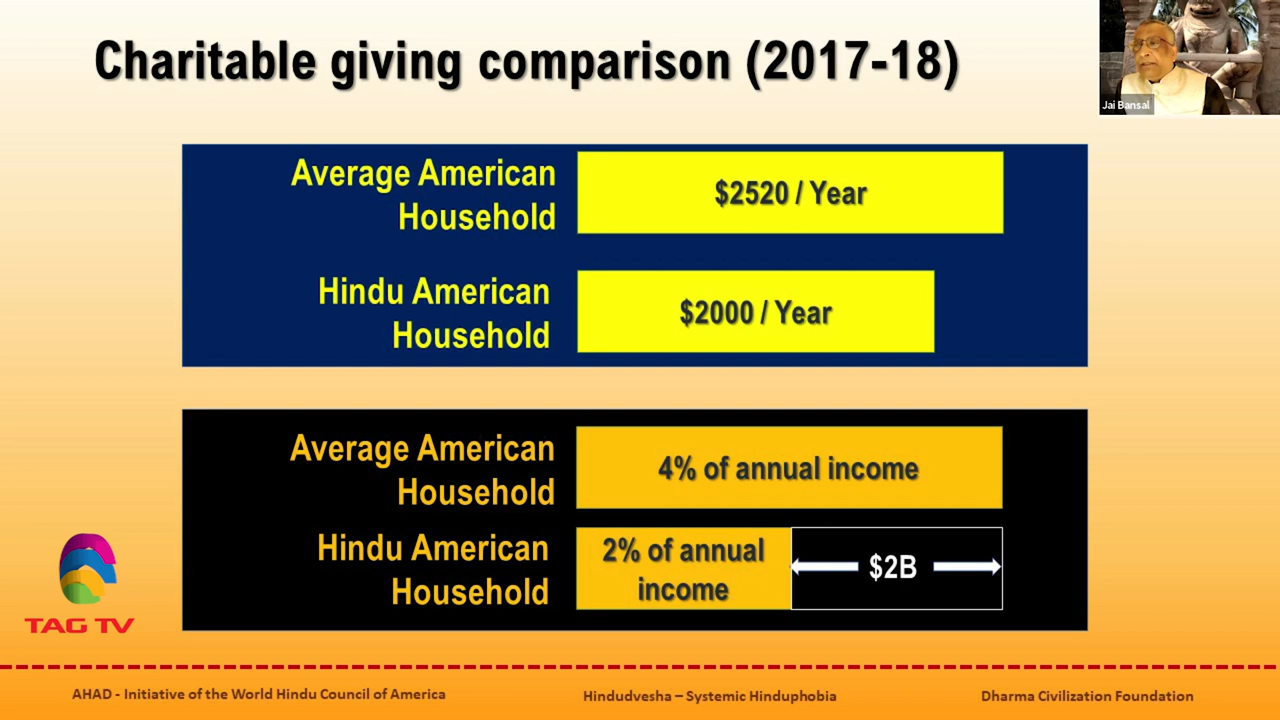 Charitable giving comparison (2017-18)
Jai Bansal
Average American
Household
$2520 / Year
Hindu American
Household
$2000 / Year
Average American
Household
4% of annual income
Hindu American
Household
2% of annual
income
$2B
TAG TV
AHAD - Initiative of the World Hindu Council of America
Hindudvesha – Systemic Hinduphobia
Dharma Civilization Foundation